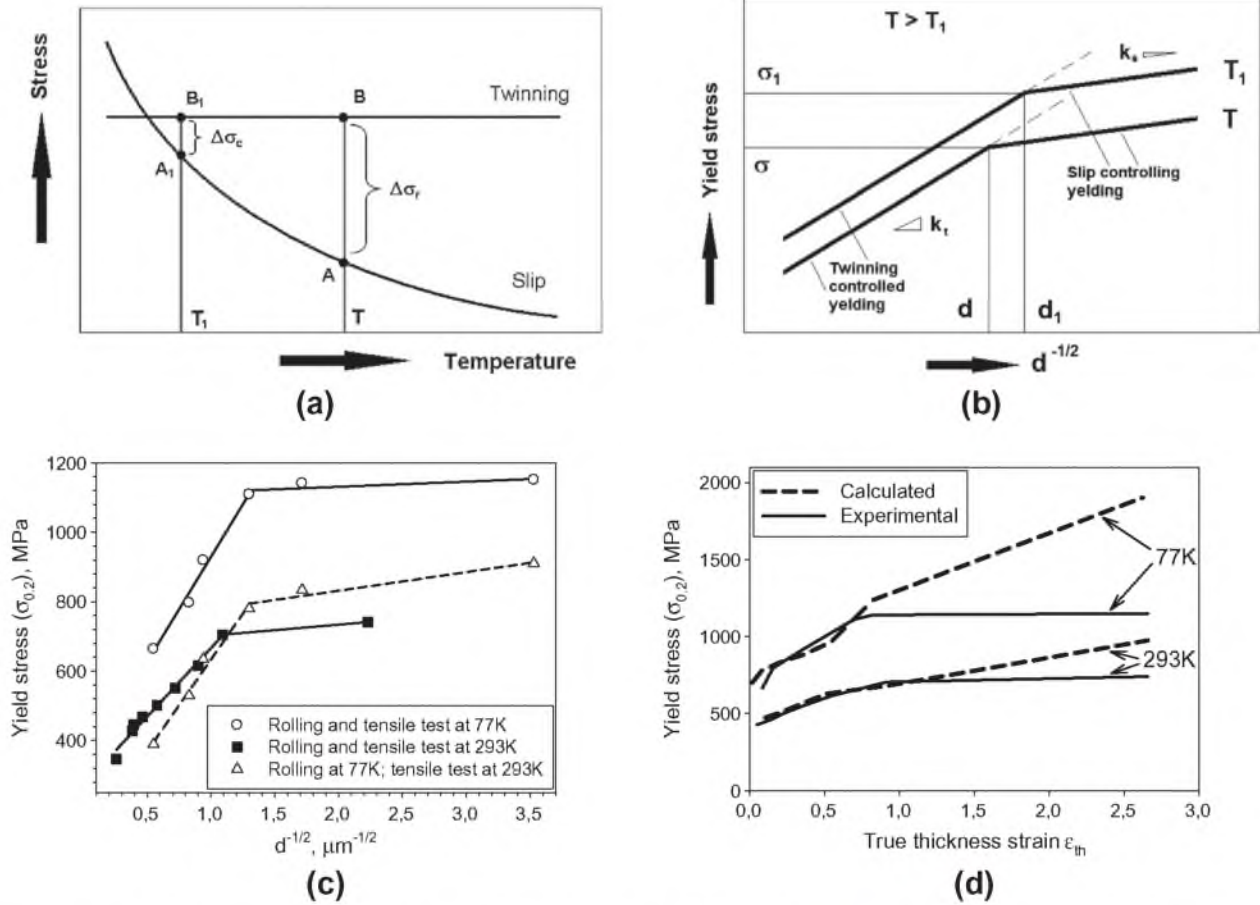 Stress
B₁
B
Twinning
Δσc
A₁
Δσr
A
Slip
T₁
T
Temperature
(a)
T > T₁
kₛ
σ₁
T₁
T
σ
Yield stress
Slip controlling
yelding
kₜ
Twinning
controlled
yelding
d
d₁
d⁻¹/²
(b)
1200
1000
800
600
400
Yield stress (σ₀,₂), MPa
Rolling and tensile test at 77K
Rolling and tensile test at 293K
Rolling at 77K; tensile test at 293K
0,5 1,0 1,5 2,0 2,5 3,0 3,5
d⁻¹/², μm⁻¹/²
(c)
2000
1500
1000
500
0
Yield stress (σ₀,₂), MPa
Calculated
Experimental
77K
293K
0,0 0,5 1,0 1,5 2,0 2,5 3,0
True thickness strain εth
(d)